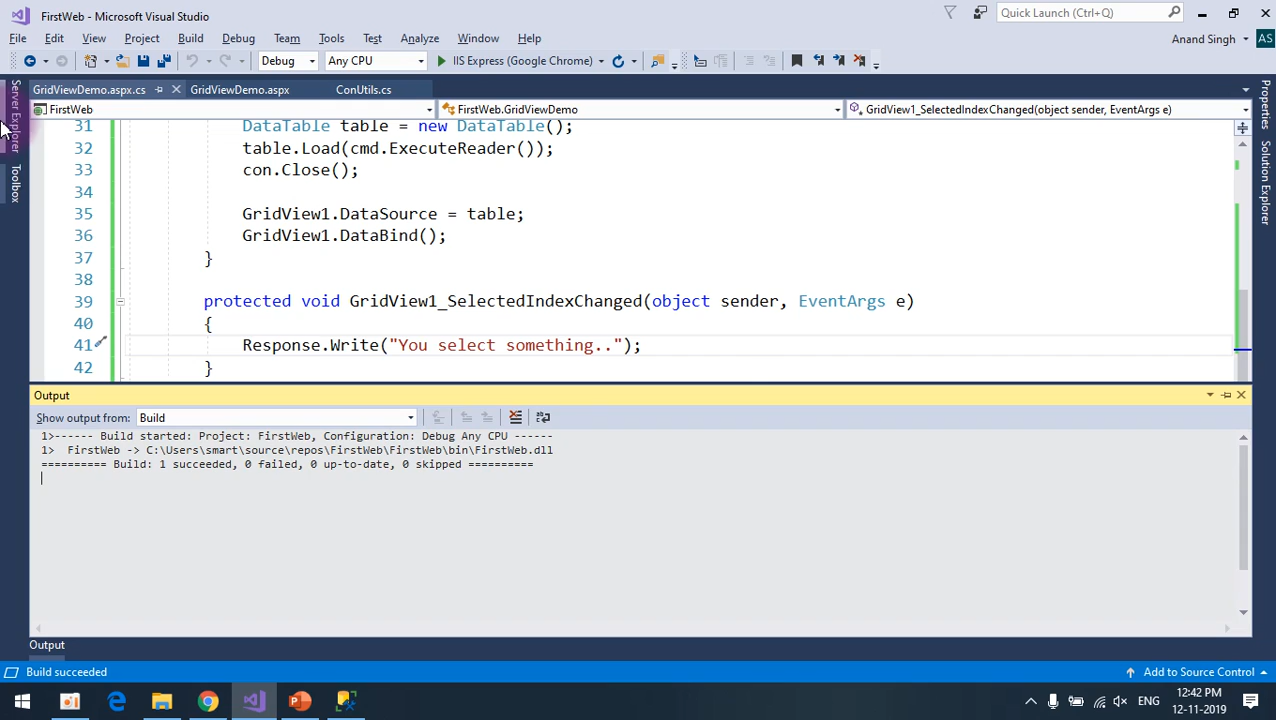 FirstWeb - Microsoft Visual Studio
Quick Launch (Ctrl+Q)
File Edit View Project Build Debug Team Tools Test Analyze Window Help
Anand Singh AS
Debug Any CPU IIS Express (Google Chrome)
GridViewDemo.aspx.cs GridViewDemo.aspx ConUtils.cs
FirstWeb FirstWeb.GridViewDemo GridView1_SelectedIndexChanged(object sender, EventArgs e)
Server Explorer
Toolbox
Properties
Solution Explorer
31 DataTable table = new DataTable();
32 table.Load(cmd.ExecuteReader());
33 con.Close();
34
35 GridView1.DataSource = table;
36 GridView1.DataBind();
37 }
38
39 protected void GridView1_SelectedIndexChanged(object sender, EventArgs e)
40 {
41 Response.Write("You select something..");
42 }
Output
Show output from: Build
1>------ Build started: Project: FirstWeb, Configuration: Debug Any CPU ------
1>  FirstWeb -> C:\Users\smart\source\repos\FirstWeb\FirstWeb\bin\FirstWeb.dll
========== Build: 1 succeeded, 0 failed, 0 up-to-date, 0 skipped ==========
Output
Build succeeded Add to Source Control
ENG 12:42 PM
12-11-2019